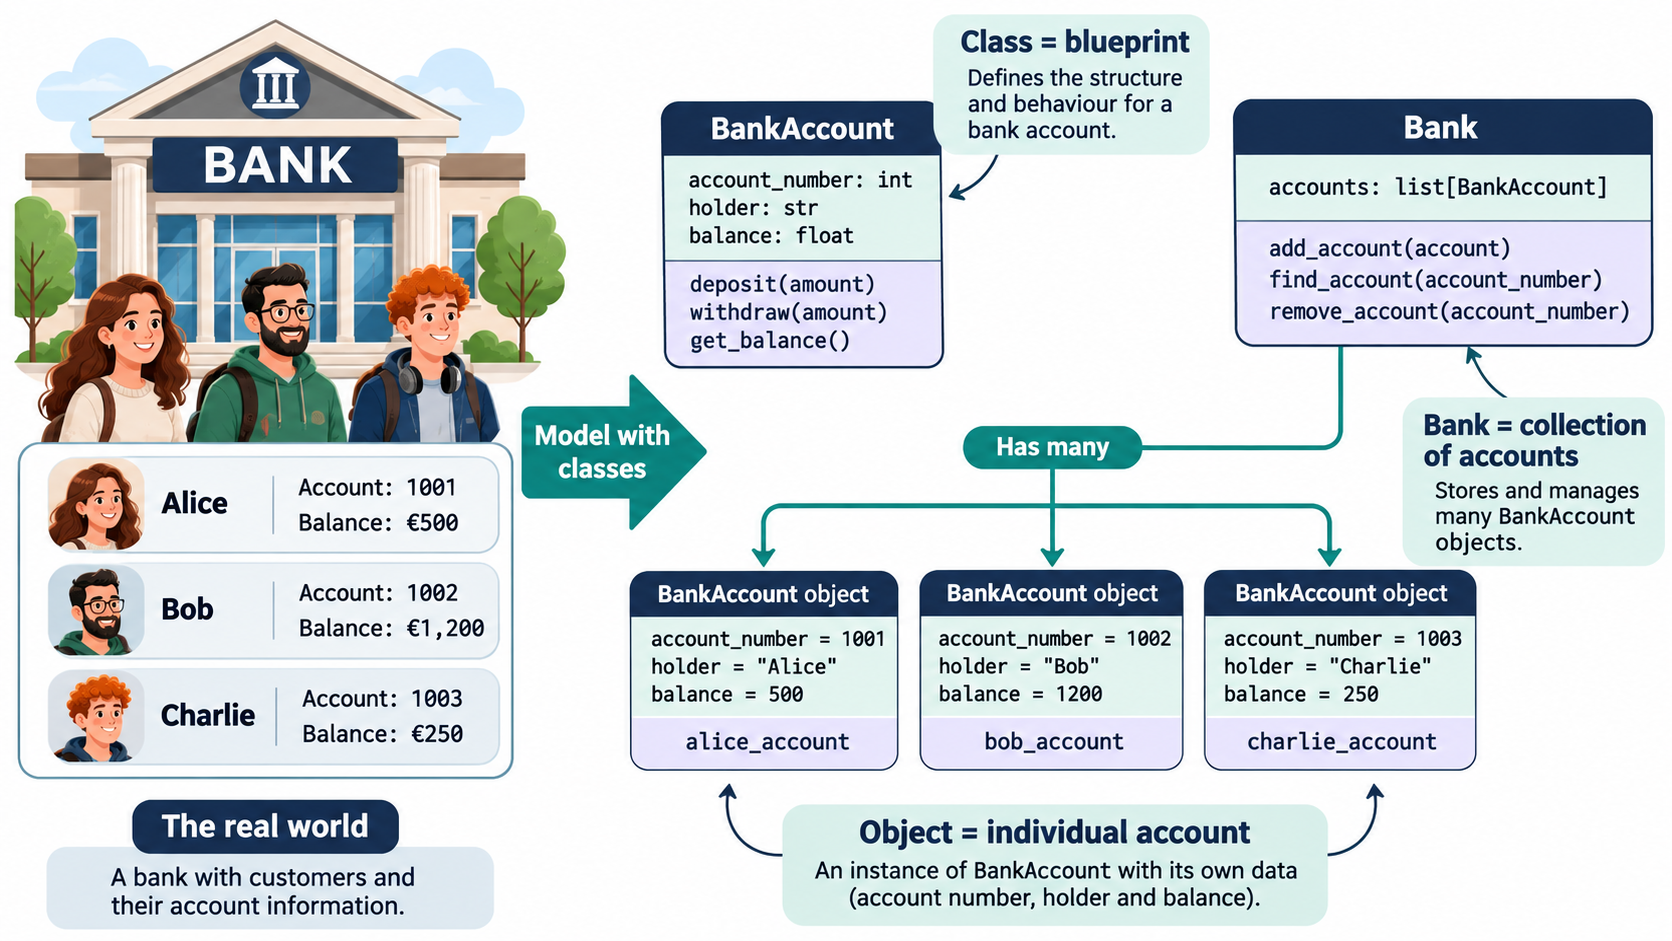 BANK
Alice
Account: 1001
Balance: €500
Bob
Account: 1002
Balance: €1,200
Charlie
Account: 1003
Balance: €250
The real world
A bank with customers and
their account information.
Model with
classes
BankAccount
account_number: int
holder: str
balance: float
deposit(amount)
withdraw(amount)
get_balance()
Class = blueprint
Defines the structure
and behaviour for a
bank account.
Bank
accounts: list[BankAccount]
add_account(account)
find_account(account_number)
remove_account(account_number)
Bank = collection
of accounts
Stores and manages
many BankAccount
objects.
Has many
BankAccount object
account_number = 1001
holder = "Alice"
balance = 500
alice_account
BankAccount object
account_number = 1002
holder = "Bob"
balance = 1200
bob_account
BankAccount object
account_number = 1003
holder = "Charlie"
balance = 250
charlie_account
Object = individual account
An instance of BankAccount with its own data
(account number, holder and balance).